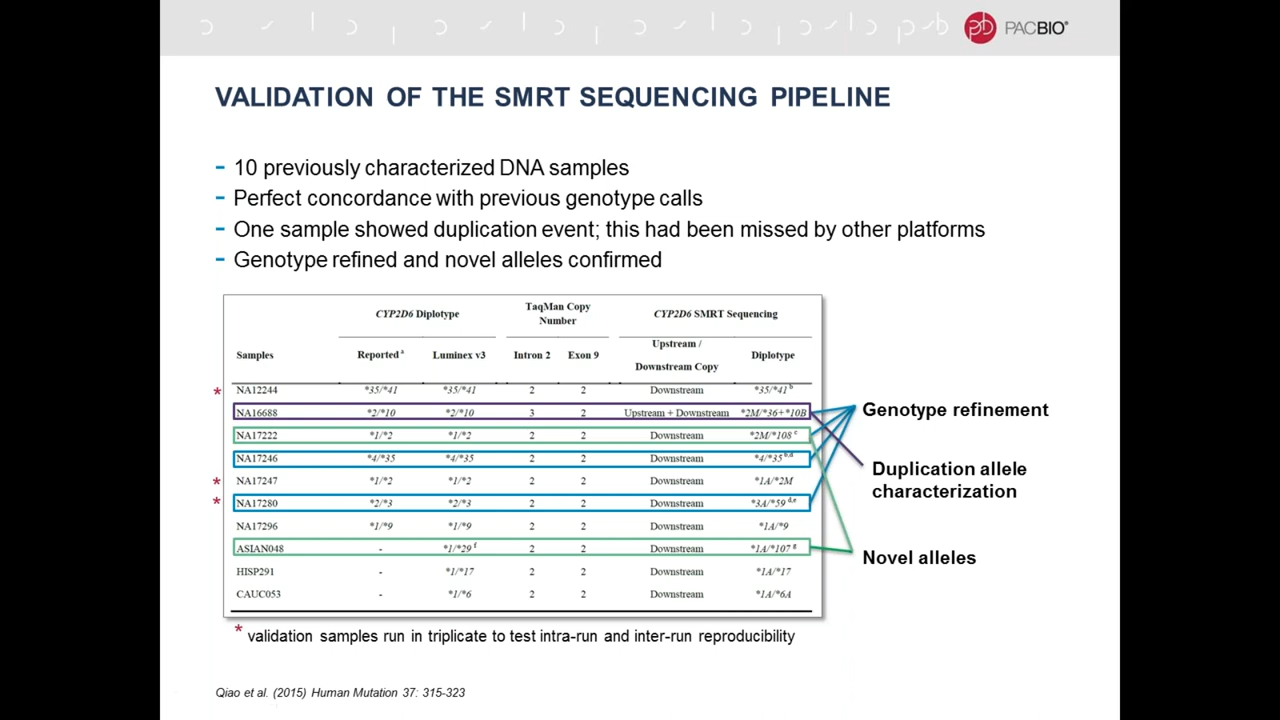 PACBIO®
VALIDATION OF THE SMRT SEQUENCING PIPELINE
- 10 previously characterized DNA samples
- Perfect concordance with previous genotype calls
- One sample showed duplication event; this had been missed by other platforms
- Genotype refined and novel alleles confirmed
CYP2D6 Diplotype TaqMan Copy Number CYP2D6 SMRT Sequencing
Samples Reported a Luminex v3 Intron 2 Exon 9 Upstream / Downstream Copy Diplotype
NA12244 *35/*41 *35/*41 2 2 Downstream *35/*41 b
NA16688 *2/*10 *2/*10 3 2 Upstream + Downstream *2M/*36+*10B
NA17222 *1/*2 *1/*2 2 2 Downstream *2M/*108 c
NA17246 *4/*35 *4/*35 2 2 Downstream *4/*35 b,d
NA17247 *1/*2 *1/*2 2 2 Downstream *1A/*2M
NA17280 *2/*3 *2/*3 2 2 Downstream *3A/*59 d,e
NA17296 *1/*9 *1/*9 2 2 Downstream *1A/*9
ASIAN048 - *1/*29 f 2 2 Downstream *1A/*107 g
HISP291 - *1/*17 2 2 Downstream *1A/*17
CAUC053 - *1/*6 2 2 Downstream *1A/*6A
Genotype refinement
Duplication allele
characterization
Novel alleles
* validation samples run in triplicate to test intra-run and inter-run reproducibility
Qiao et al. (2015) Human Mutation 37: 315-323